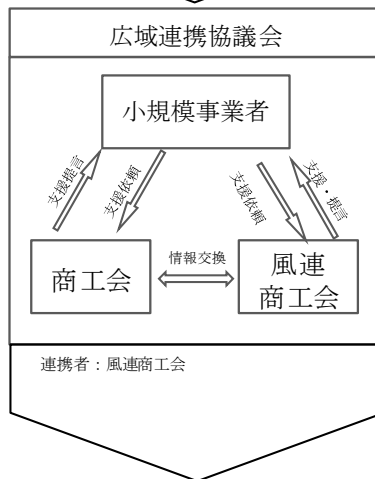 広域連携協議会
小規模事業者
支援提言
支援依頼
支援依頼
支援・提言
商工会
情報交換
風連
商工会
連携者:風連商工会